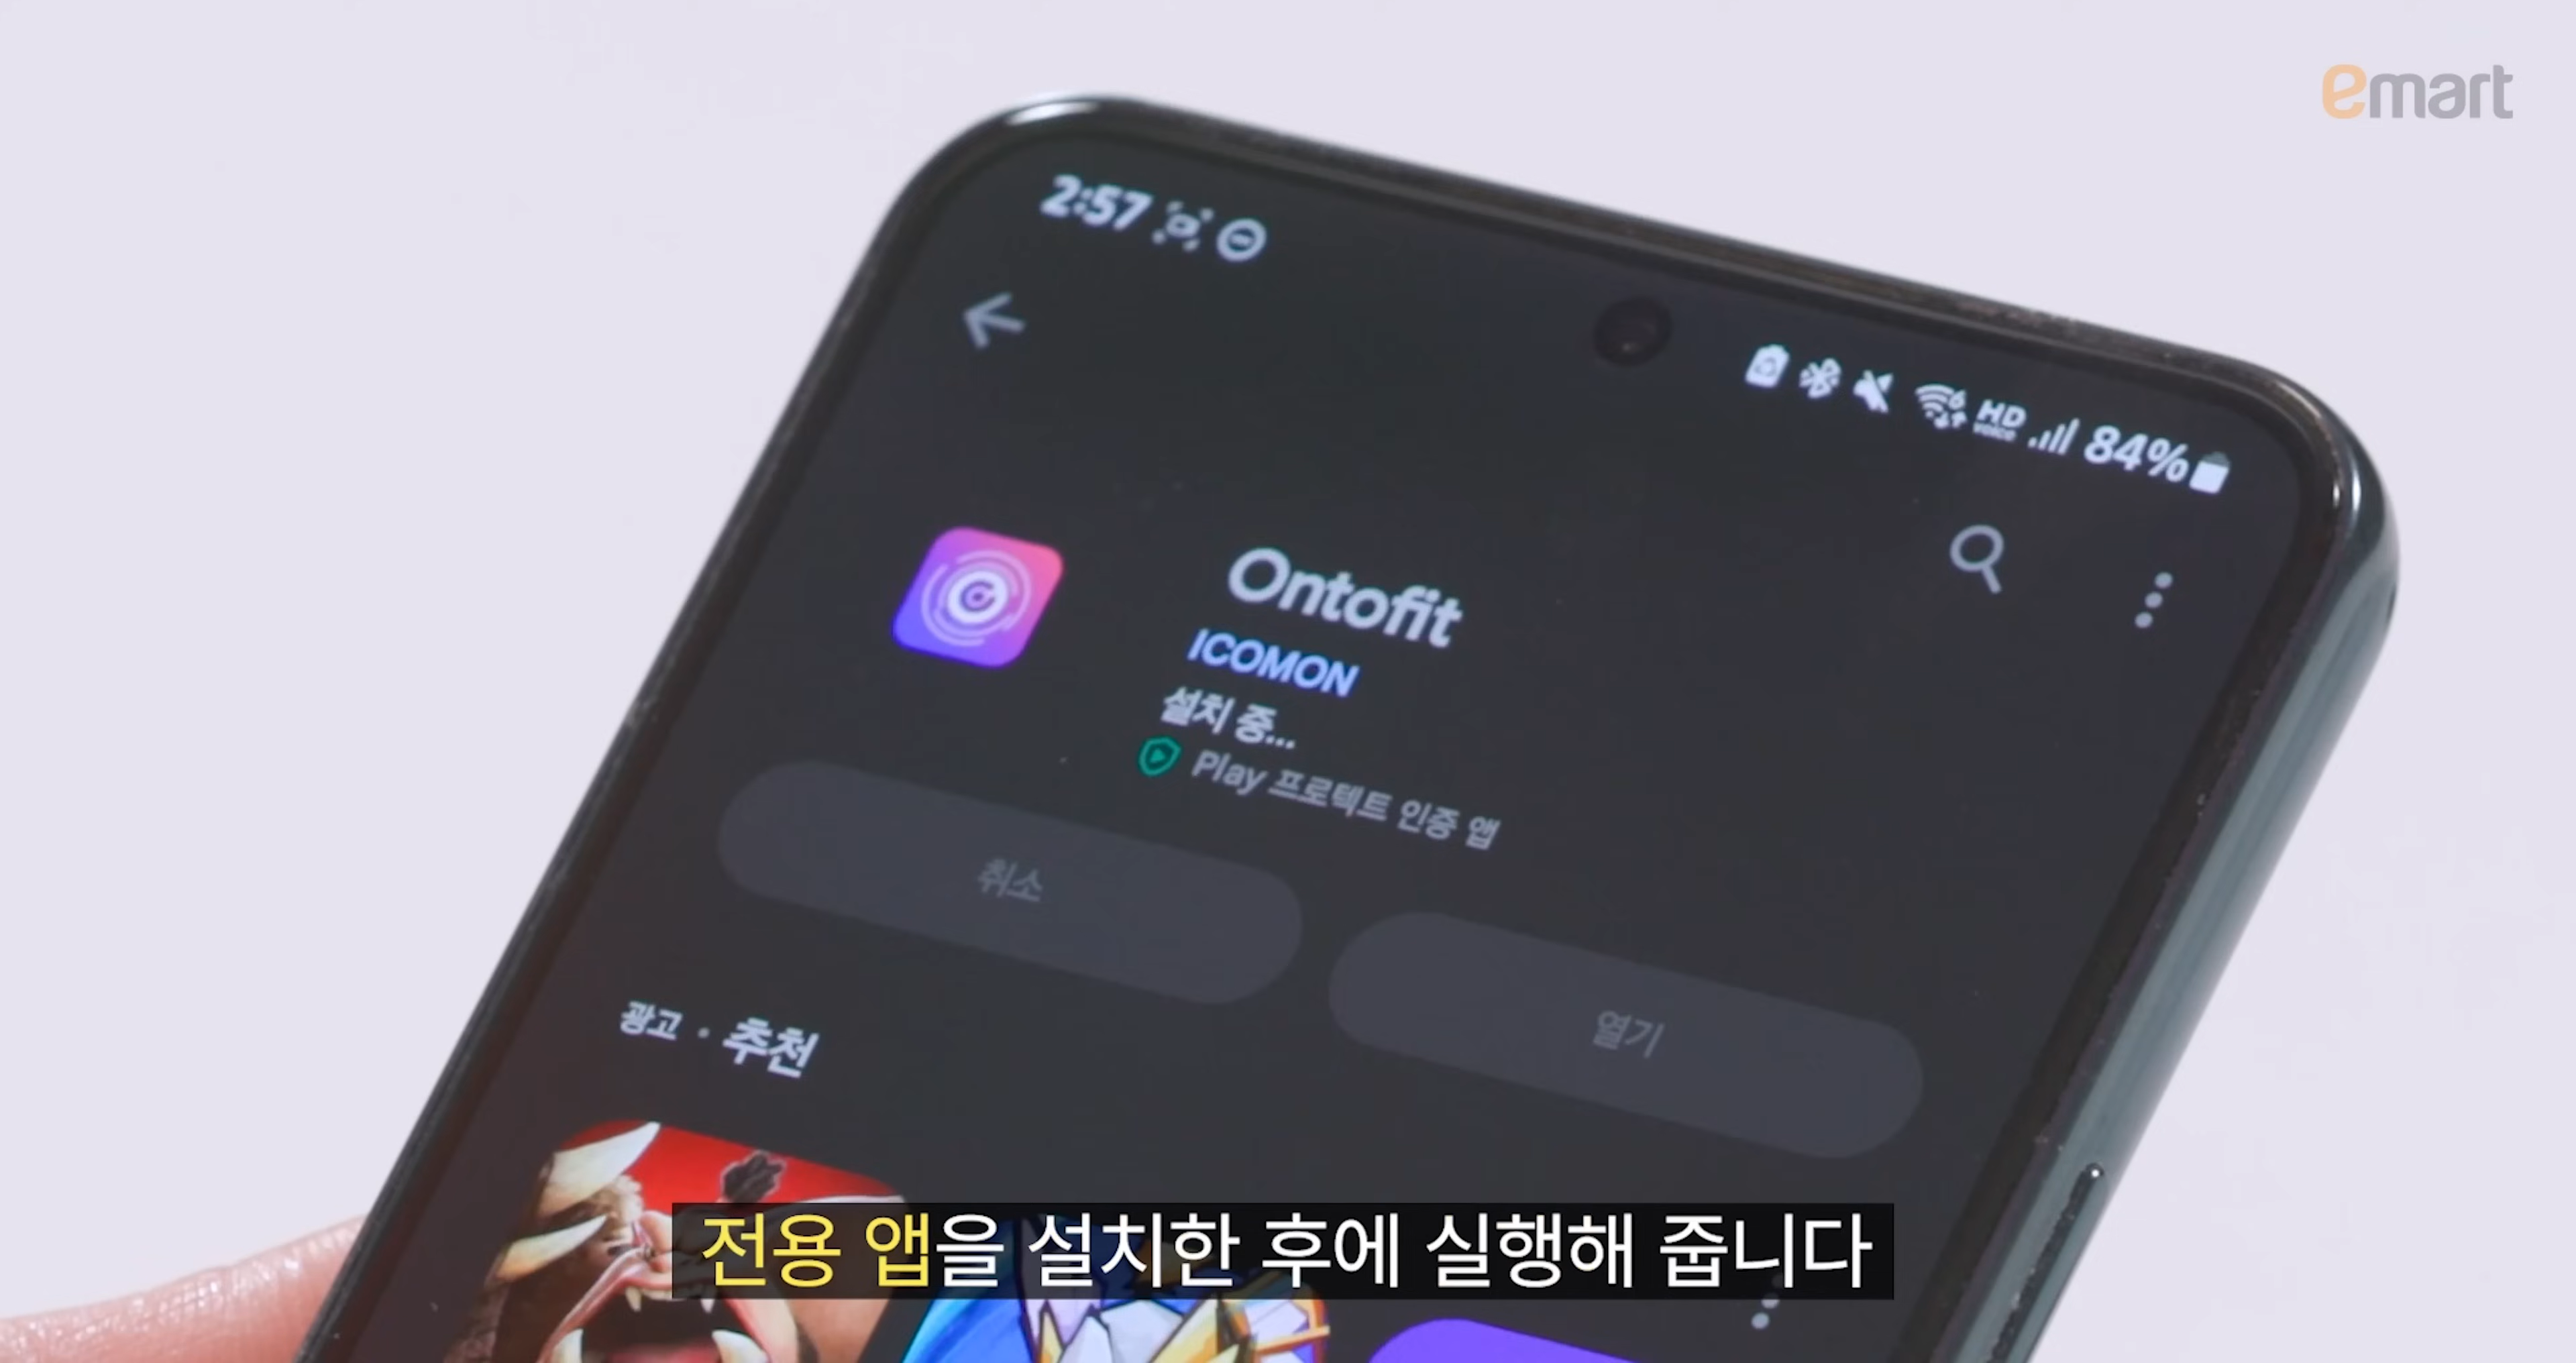 emart
2:57
HD voice 84%
Ontofit
ICOMON
설치 중...
Play 프로텍트 인증 앱
취소
열기
광고 · 추천
전용 앱을 설치한 후에 실행해 줍니다